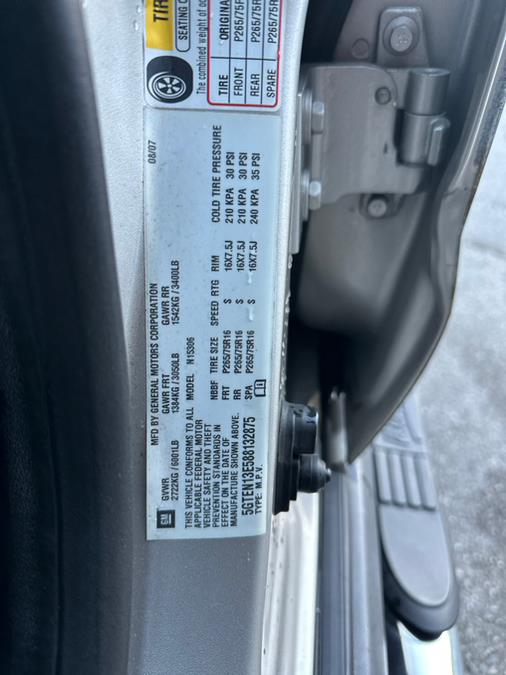 TIR
SEATING C
The combined weight of oc
TIRE ORIGINA
FRONT P265/75R
REAR P265/75R
SPARE P265/75R
MFD BY GENERAL MOTORS CORPORATION 08/07
GM
GVWR GAWR FRT GAWR RR
2722KG / 6001LB 1384KG / 3050LB 1542KG / 3400LB
THIS VEHICLE CONFORMS TO ALL MODEL N15306
APPLICABLE FEDERAL MOTOR
VEHICLE SAFETY AND THEFT
PREVENTION STANDARDS IN
EFFECT ON THE DATE OF
MANUFACTURE SHOWN ABOVE.
5GTEN13E588132875
TYPE: M.P.V.
NBBF TIRE SIZE SPEED RTG RIM COLD TIRE PRESSURE
FRT P265/75R16 S 16X7.5J 210 KPA 30 PSI
RR P265/75R16 S 16X7.5J 210 KPA 30 PSI
SPA P265/75R16 S 16X7.5J 240 KPA 35 PSI